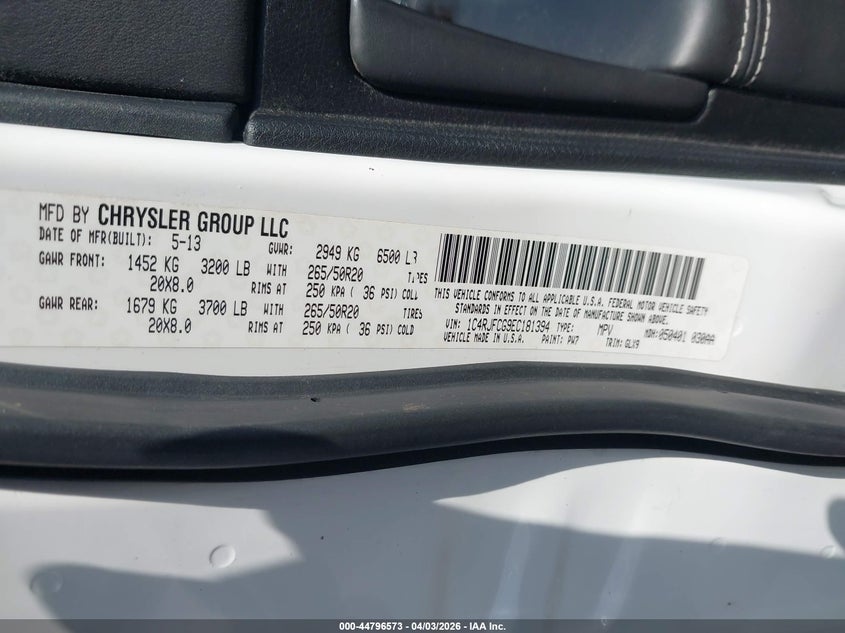 MFD BY CHRYSLER GROUP LLC
DATE OF MFR(BUILT): 5-13 GVWR: 2949 KG 6500 LB
GAWR FRONT: 1452 KG 3200 LB WITH 265/50R20 TIRES
20X8.0 RIMS AT 250 KPA ( 36 PSI) COLD
GAWR REAR: 1679 KG 3700 LB WITH 265/50R20 TIRES
20X8.0 RIMS AT 250 KPA ( 36 PSI) COLD
THIS VEHICLE CONFORMS TO ALL APPLICABLE U.S.A. FEDERAL MOTOR VEHICLE SAFETY
STANDARDS IN EFFECT ON THE DATE OF MANUFACTURE SHOWN ABOVE.
VIN: 1C4RJFCG9EC181394 TYPE: MPV MDH: 050401 030AA
VEHICLE MADE IN U.S.A. PAINT: PW7 TRIM: GLX9
000-44796573 | 04/03/2026 | IAA Inc.